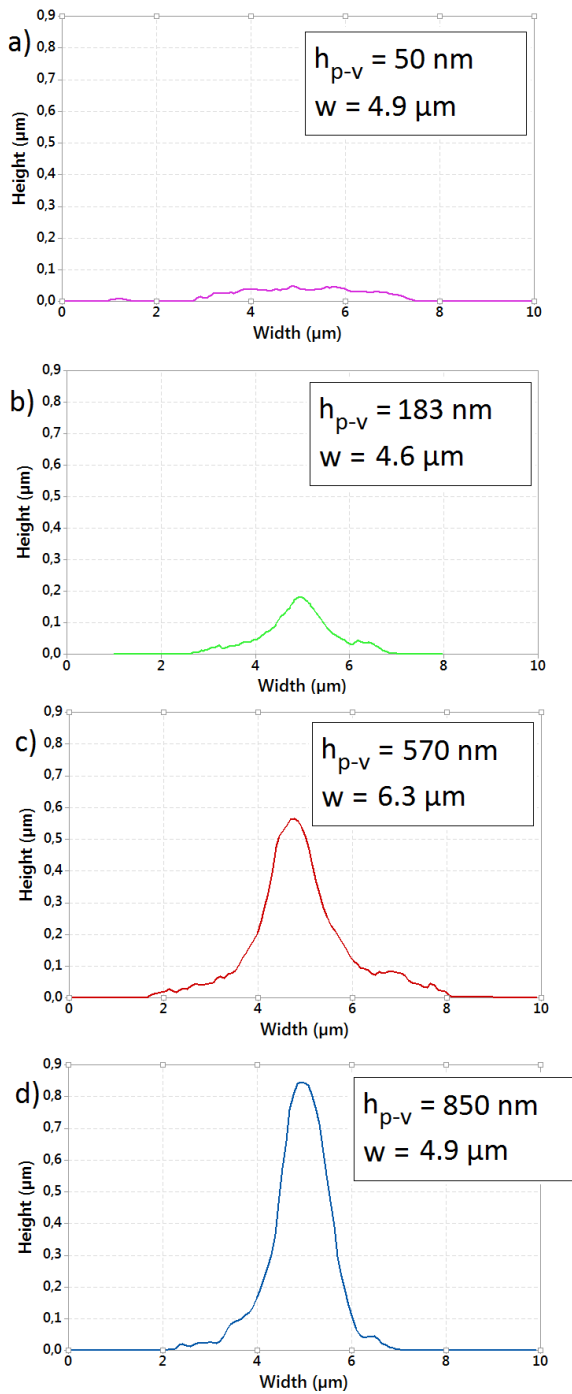 a)
h_p-v = 50 nm
w = 4.9 µm
Height (µm)
0,9
0,8
0,7
0,6
0,5
0,4
0,3
0,2
0,1
0,0
0 2 4 6 8 10
Width (µm)
b)
h_p-v = 183 nm
w = 4.6 µm
Height (µm)
0,9
0,8
0,7
0,6
0,5
0,4
0,3
0,2
0,1
0,0
0 2 4 6 8 10
Width (µm)
c)
h_p-v = 570 nm
w = 6.3 µm
Height (µm)
0,9
0,8
0,7
0,6
0,5
0,4
0,3
0,2
0,1
0,0
0 2 4 6 8 10
Width (µm)
d)
h_p-v = 850 nm
w = 4.9 µm
Height (µm)
0,9
0,8
0,7
0,6
0,5
0,4
0,3
0,2
0,1
0,0
0 2 4 6 8 10
Width (µm)